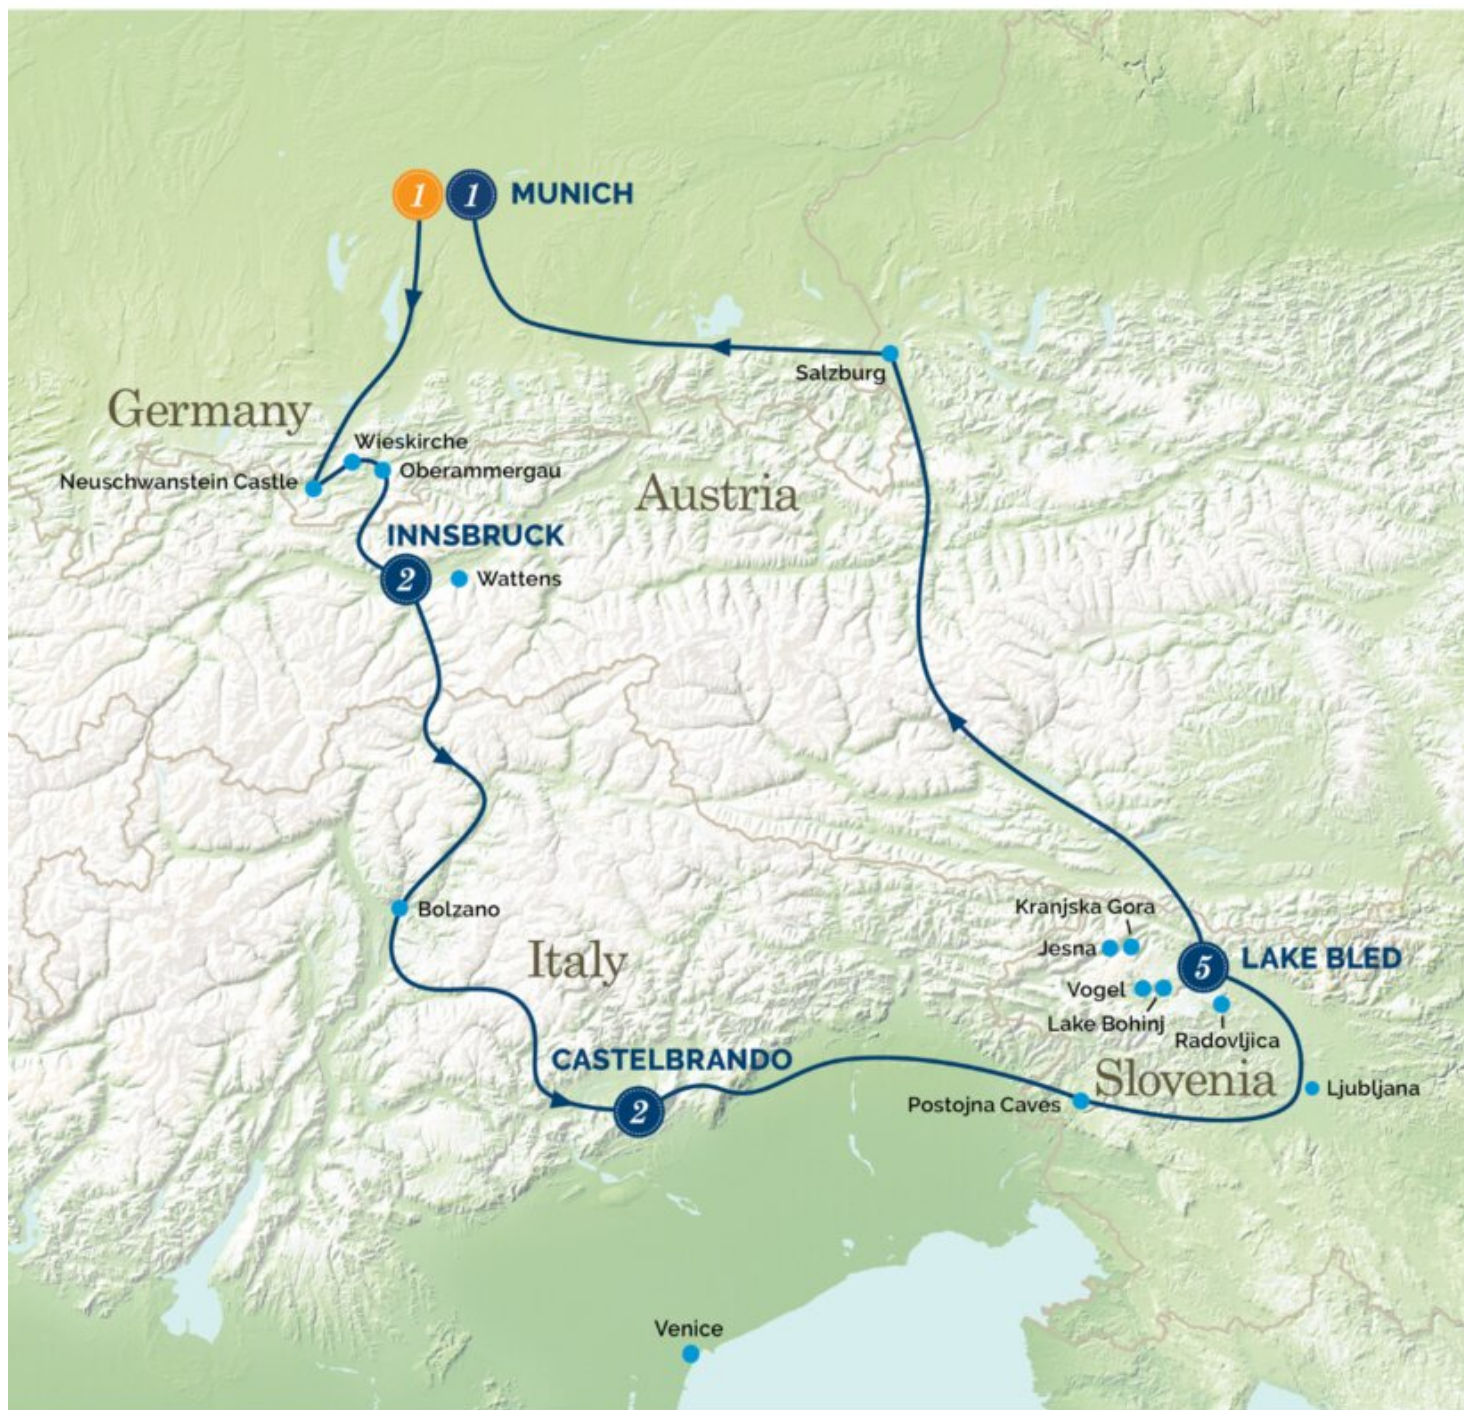 1 1 MUNICH
Salzburg
Germany
Wieskirche
Oberammergau
Neuschwanstein Castle
Austria
INNSBRUCK
2 Wattens
Bolzano
Italy
Kranjska Gora
Jesna
5 LAKE BLED
Vogel
Lake Bohinj
Radovljica
CASTELBRANDO
2
Slovenia
Ljubljana
Postojna Caves
Venice